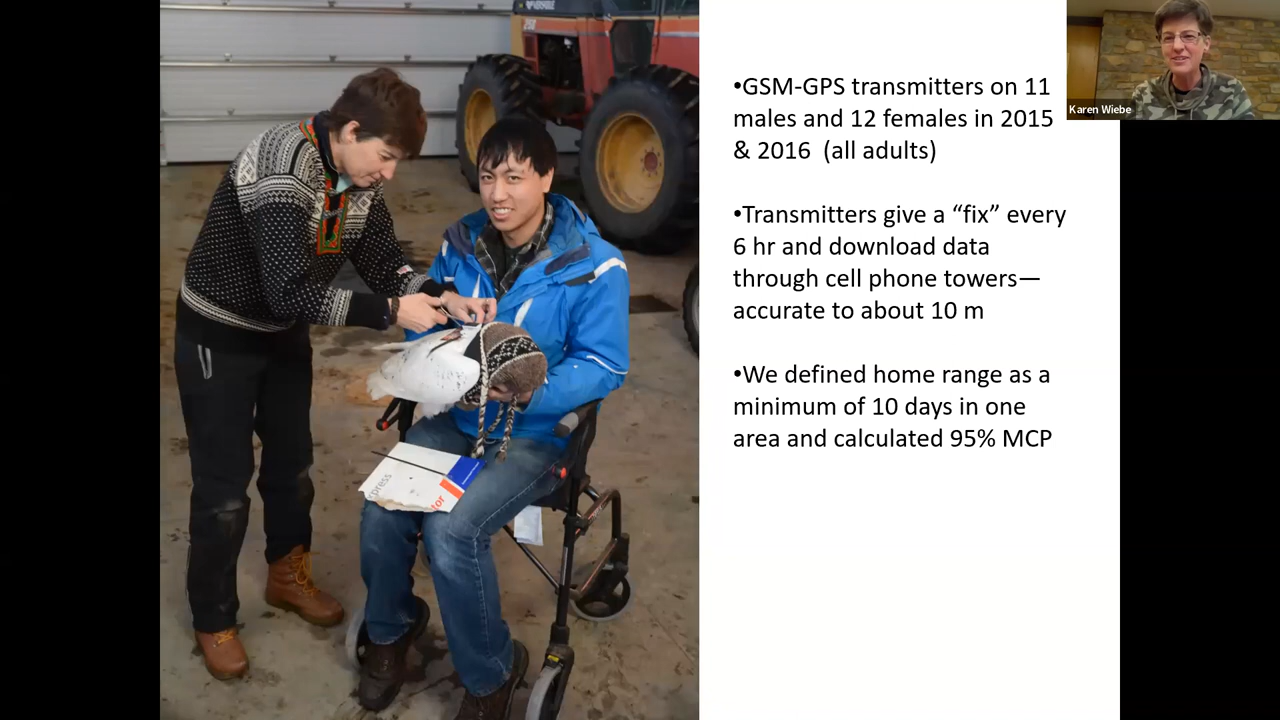 •GSM-GPS transmitters on 11
males and 12 females in 2015
& 2016  (all adults)
•Transmitters give a “fix” every
6 hr and download data
through cell phone towers—
accurate to about 10 m
•We defined home range as a
minimum of 10 days in one
area and calculated 95% MCP
Karen Wiebe
press
tor